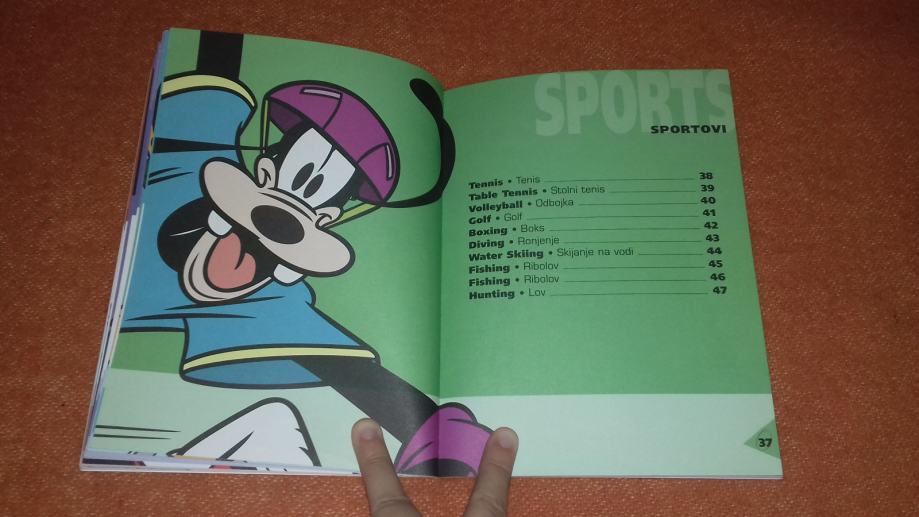 SPORTS
SPORTOVI
Tennis • Tenis 38
Table Tennis • Stolni tenis 39
Volleyball • Odbojka 40
Golf • Golf 41
Boxing • Boks 42
Diving • Ronjenje 43
Water Skiing • Skijanje na vodi 44
Fishing • Ribolov 45
Fishing • Ribolov 46
Hunting • Lov 47
37